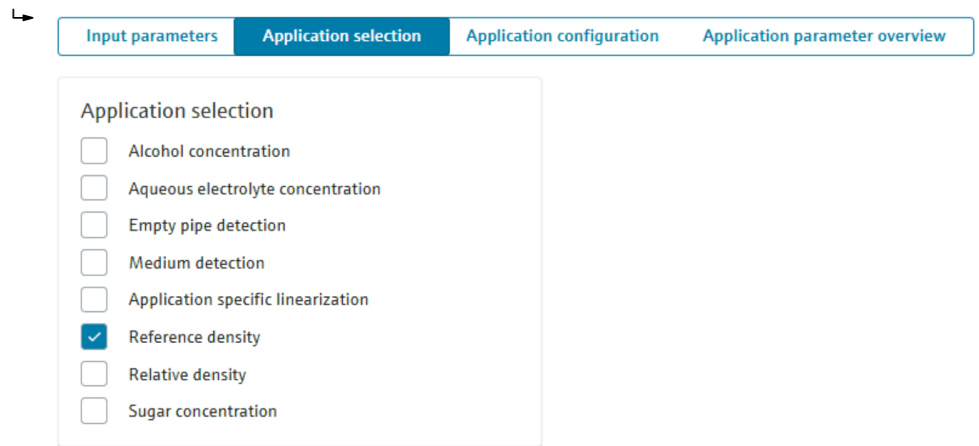 Input parameters Application selection Application configuration Application parameter overview
Application selection
Alcohol concentration
Aqueous electrolyte concentration
Empty pipe detection
Medium detection
Application specific linearization
Reference density
Relative density
Sugar concentration